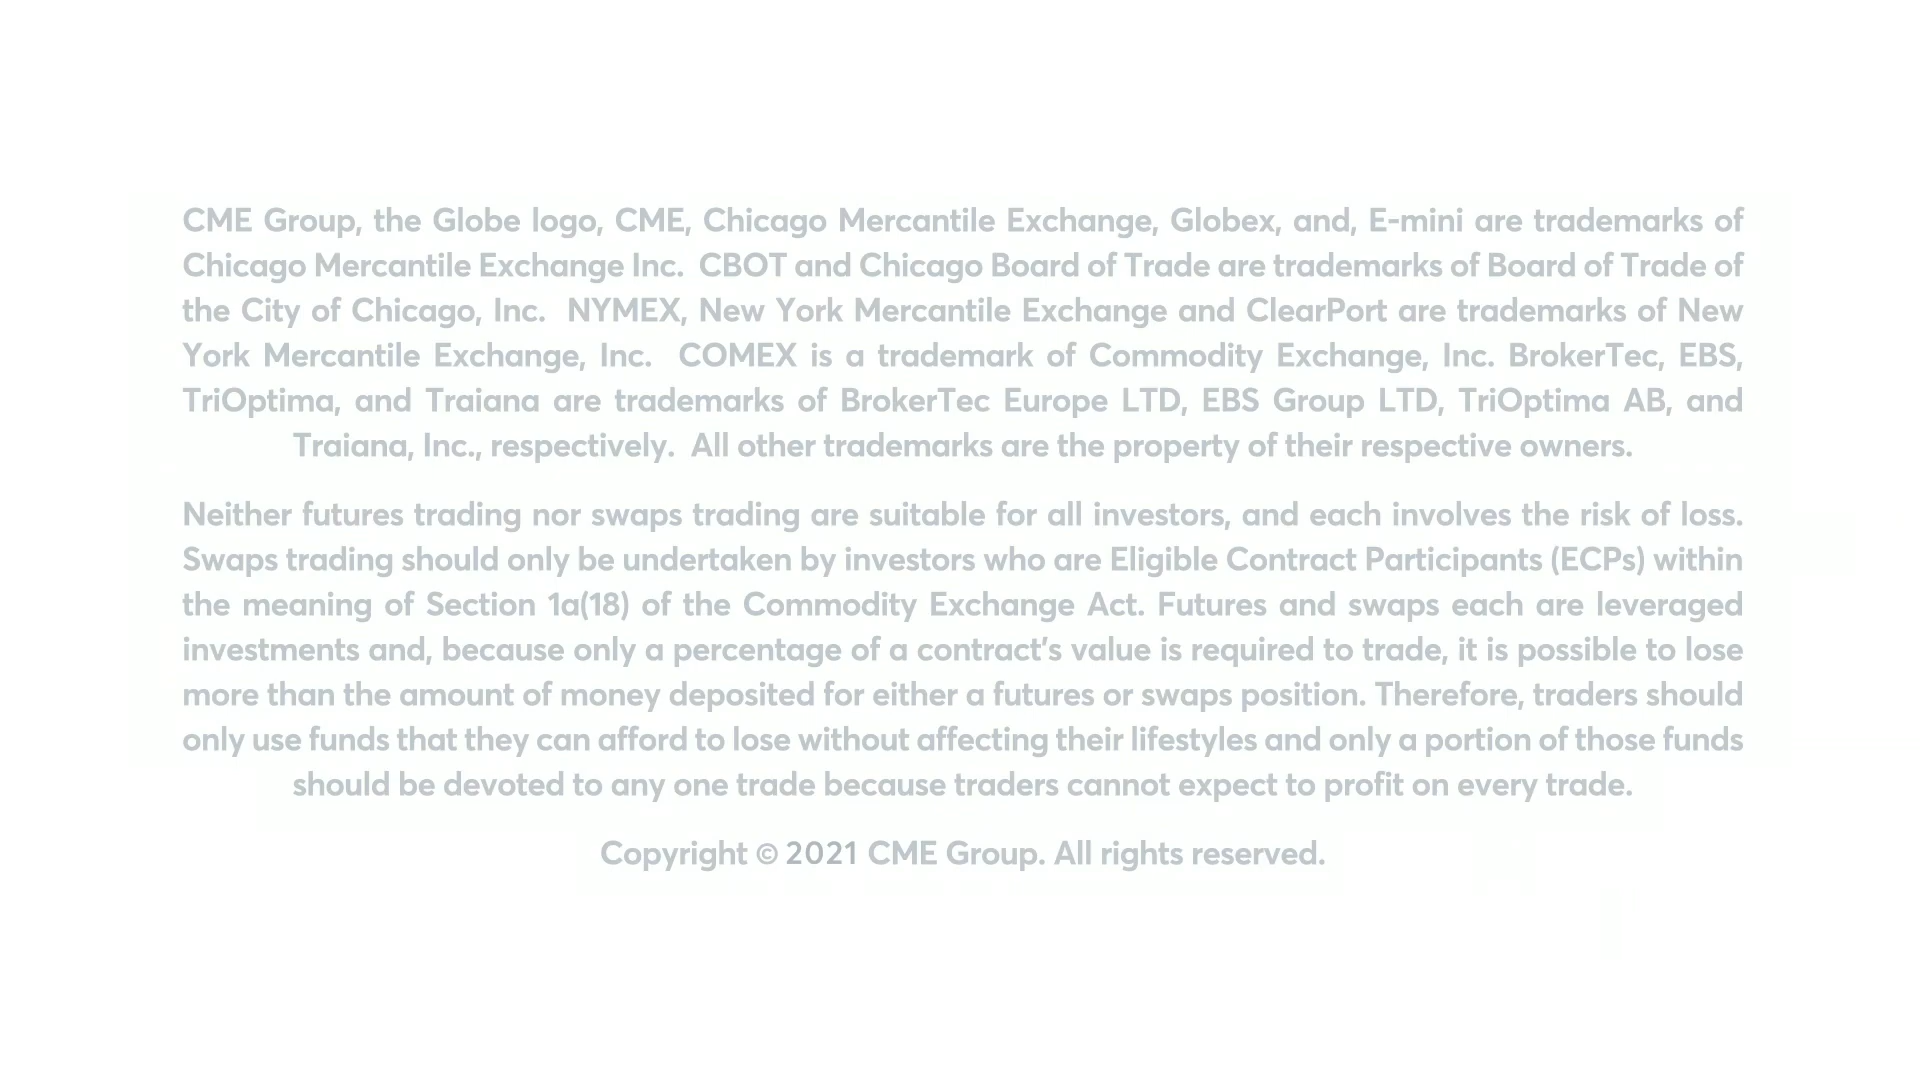 CME Group, the Globe logo, CME, Chicago Mercantile Exchange, Globex, and, E-mini are trademarks of
Chicago Mercantile Exchange Inc.  CBOT and Chicago Board of Trade are trademarks of Board of Trade of
the City of Chicago, Inc.  NYMEX, New York Mercantile Exchange and ClearPort are trademarks of New
York Mercantile Exchange, Inc.  COMEX is a trademark of Commodity Exchange, Inc. BrokerTec, EBS,
TriOptima, and Traiana are trademarks of BrokerTec Europe LTD, EBS Group LTD, TriOptima AB, and
Traiana, Inc., respectively.  All other trademarks are the property of their respective owners.
Neither futures trading nor swaps trading are suitable for all investors, and each involves the risk of loss.
Swaps trading should only be undertaken by investors who are Eligible Contract Participants (ECPs) within
the meaning of Section 1a(18) of the Commodity Exchange Act. Futures and swaps each are leveraged
investments and, because only a percentage of a contract’s value is required to trade, it is possible to lose
more than the amount of money deposited for either a futures or swaps position. Therefore, traders should
only use funds that they can afford to lose without affecting their lifestyles and only a portion of those funds
should be devoted to any one trade because traders cannot expect to profit on every trade.
Copyright © 2021 CME Group. All rights reserved.